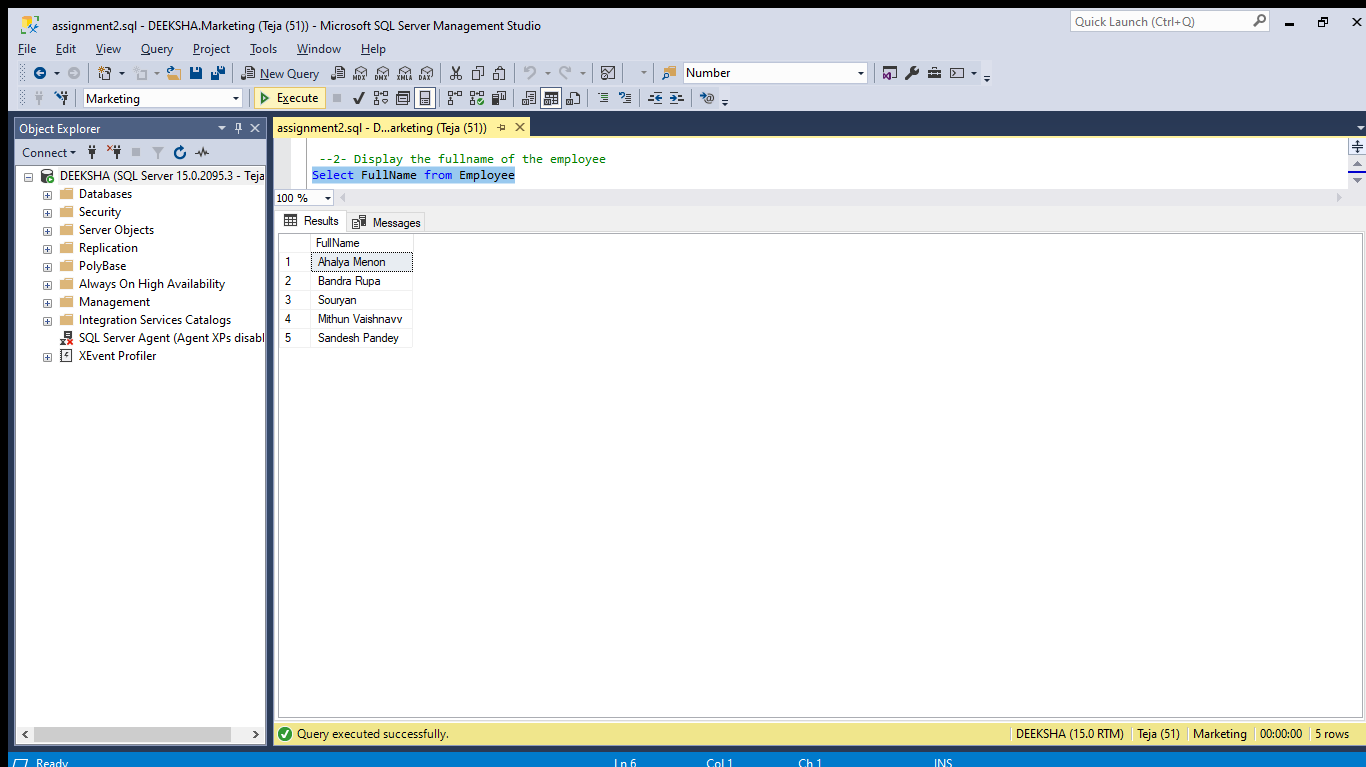 assignment2.sql - DEEKSHA.Marketing (Teja (51)) - Microsoft SQL Server Management Studio
Quick Launch (Ctrl+Q)
File Edit View Query Project Tools Window Help
New Query MDX DMX XMLA DAX Number
Marketing Execute
Object Explorer
Connect
DEEKSHA (SQL Server 15.0.2095.3 - Teja
Databases
Security
Server Objects
Replication
PolyBase
Always On High Availability
Management
Integration Services Catalogs
SQL Server Agent (Agent XPs disabl
XEvent Profiler
assignment2.sql - D...arketing (Teja (51))
--2- Display the fullname of the employee
Select FullName from Employee
100 %
Results Messages
FullName
1 Ahalya Menon
2 Bandra Rupa
3 Souryan
4 Mithun Vaishnavv
5 Sandesh Pandey
Query executed successfully. DEEKSHA (15.0 RTM) Teja (51) Marketing 00:00:00 5 rows
Ready Ln 6 Col 1 Ch 1 INS